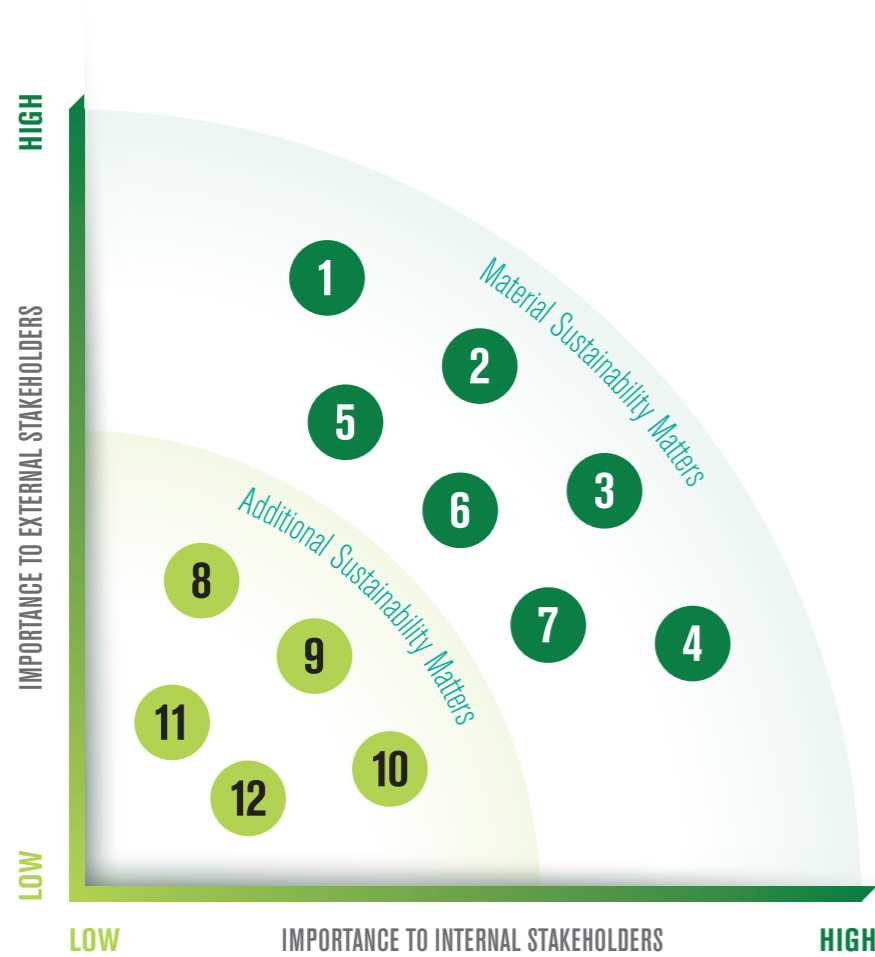 HIGH
IMPORTANCE TO EXTERNAL STAKEHOLDERS
LOW
1
2
5
3
6
7
4
Material Sustainability Matters
8
9
11
10
12
Additional Sustainability Matters
LOW
IMPORTANCE TO INTERNAL STAKEHOLDERS
HIGH